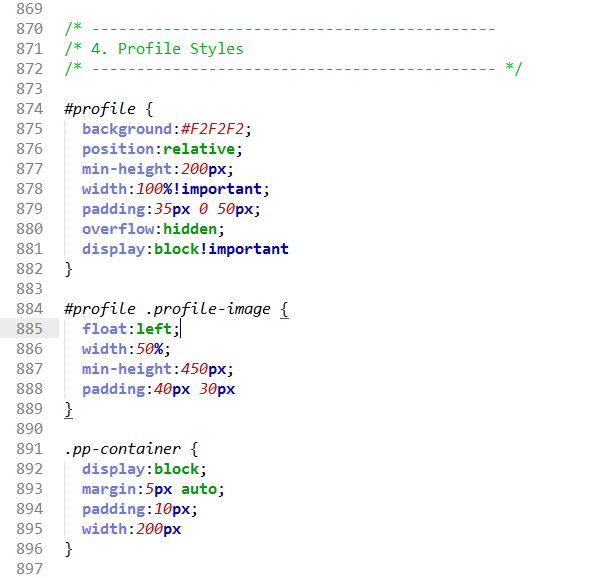 869
870 /* ---------------------------------------------
871 /* 4. Profile Styles
872 /* --------------------------------------------- */
873
874 #profile {
875 background:#F2F2F2;
876 position:relative;
877 min-height:200px;
878 width:100%!important;
879 padding:35px 0 50px;
880 overflow:hidden;
881 display:block!important
882 }
883
884 #profile .profile-image {
885 float:left;
886 width:50%;
887 min-height:450px;
888 padding:40px 30px
889 }
890
891 .pp-container {
892 display:block;
893 margin:5px auto;
894 padding:10px;
895 width:200px
896 }
897